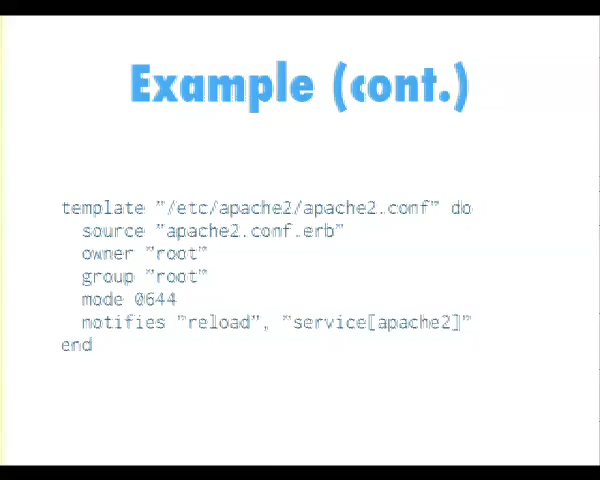 Example (cont.)
template "/etc/apache2/apache2.conf" do
source "apache2.conf.erb"
owner "root"
group "root"
mode 0644
notifies "reload", "service[apache2]"
end